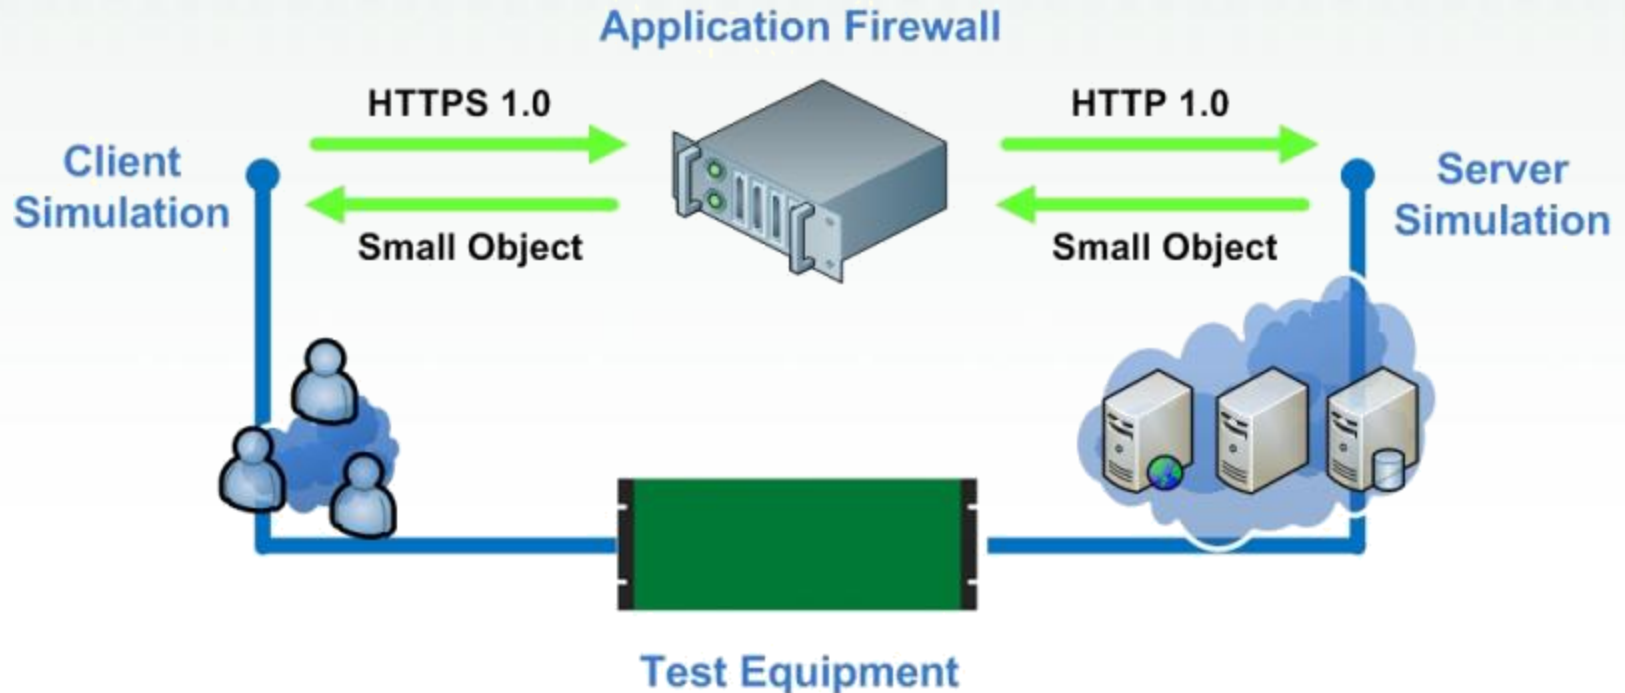 Application Firewall
HTTPS 1.0
HTTP 1.0
Client
Simulation
Server
Simulation
Small Object
Small Object
Test Equipment